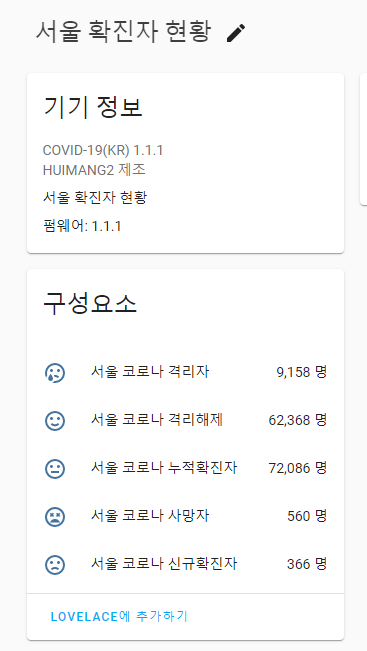 서울 확진자 현황
기기 정보
COVID-19(KR) 1.1.1
HUIMANG2 제조
서울 확진자 현황
펌웨어: 1.1.1
구성요소
서울 코로나 격리자 9,158 명
서울 코로나 격리해제 62,368 명
서울 코로나 누적확진자 72,086 명
서울 코로나 사망자 560 명
서울 코로나 신규확진자 366 명
LOVELACE에 추가하기